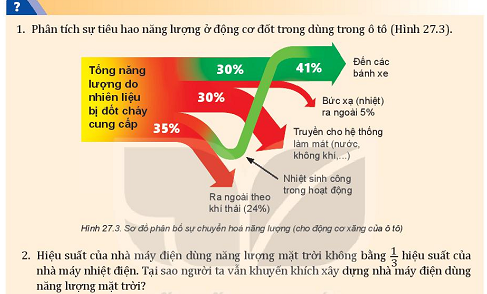 ?
1. Phân tích sự tiêu hao năng lượng ở động cơ đốt trong dùng trong ô tô (Hình 27.3).
Tổng năng
lượng do
nhiên liệu
bị đốt cháy
cung cấp
30%
41%
Đến các
bánh xe
30%
Bức xạ (nhiệt)
ra ngoài 5%
35%
Truyền cho hệ thống
làm mát (nước,
không khí,...)
Nhiệt sinh công
trong hoạt động
Ra ngoài theo
khí thải (24%)
Hình 27.3. Sơ đồ phân bố sự chuyển hoá năng lượng (cho động cơ xăng của ô tô)
2. Hiệu suất của nhà máy điện dùng năng lượng mặt trời không bằng 1/3 hiệu suất của
nhà máy nhiệt điện. Tại sao người ta vẫn khuyến khích xây dựng nhà máy điện dùng
năng lượng mặt trời?